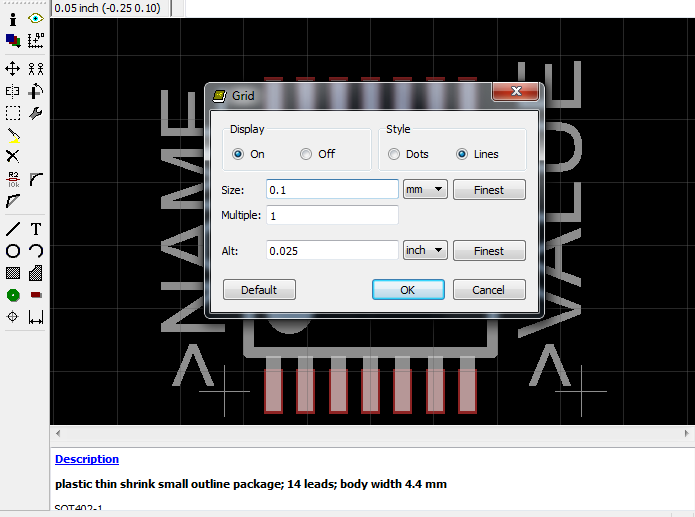 0.05 inch (-0.25 0.10)
Grid
Display
On
Off
Style
Dots
Lines
Size:
0.1
mm
Finest
Multiple:
1
Alt:
0.025
inch
Finest
Default
OK
Cancel
>NAME
>VALUE
R2
10k
T
Description
plastic thin shrink small outline package; 14 leads; body width 4.4 mm
SOT402-1